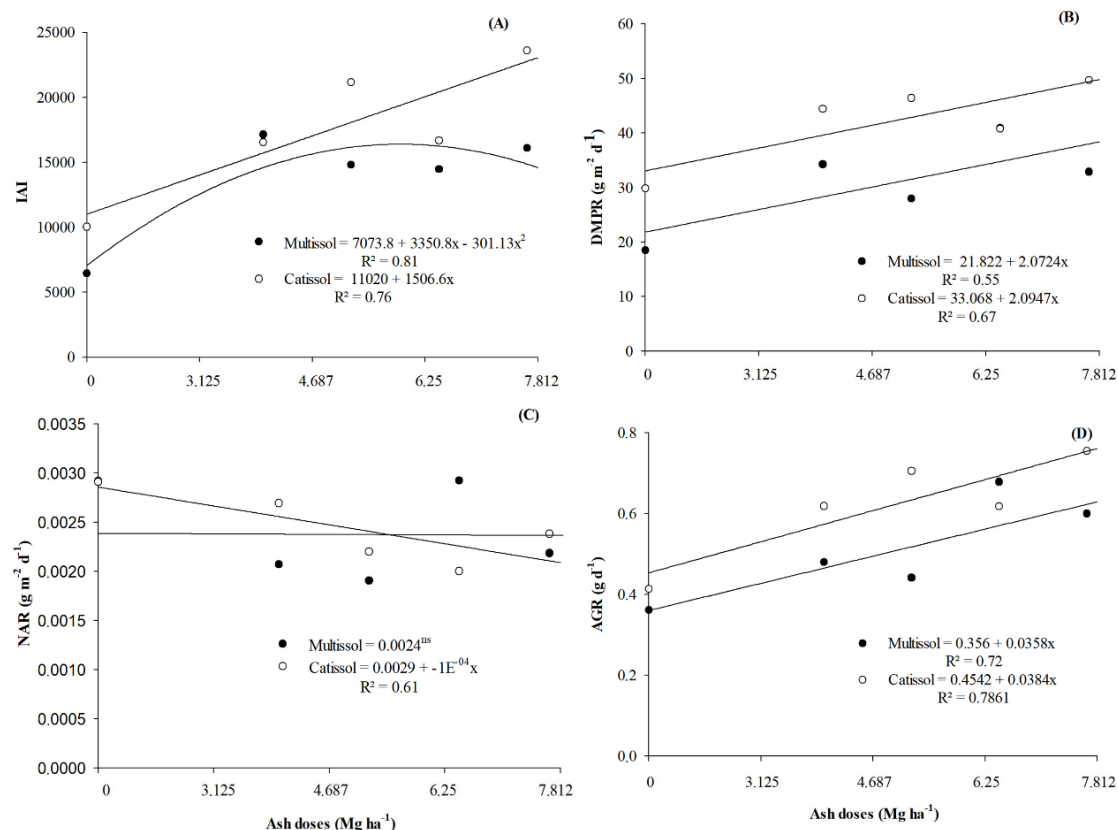 (A)
25000
20000
15000
10000
5000
0
IAI
Multissol = 7073.8 + 3350.8x - 301.13x²
R² = 0.81
Catissol = 11020 + 1506.6x
R² = 0.76
0 3.125 4.687 6.25 7.812
(B)
60
50
40
30
20
10
0
DMPR (g m⁻² d⁻¹)
Multissol = 21.822 + 2.0724x
R² = 0.55
Catissol = 33.068 + 2.0947x
R² = 0.67
0 3.125 4.687 6.25 7.812
(C)
0.0035
0.0030
0.0025
0.0020
0.0015
0.0010
0.0005
0.0000
NAR (g m⁻² d⁻¹)
Multissol = 0.0024ⁿˢ
Catissol = 0.0029 + -1E⁻⁰⁴x
R² = 0.61
0 3.125 4.687 6.25 7.812
Ash doses (Mg ha⁻¹)
(D)
0.8
0.6
0.4
0.2
0.0
AGR (g d⁻¹)
Multissol = 0.356 + 0.0358x
R² = 0.72
Catissol = 0.4542 + 0.0384x
R² = 0.7861
0 3.125 4.687 6.25 7.812
Ash doses (Mg ha⁻¹)